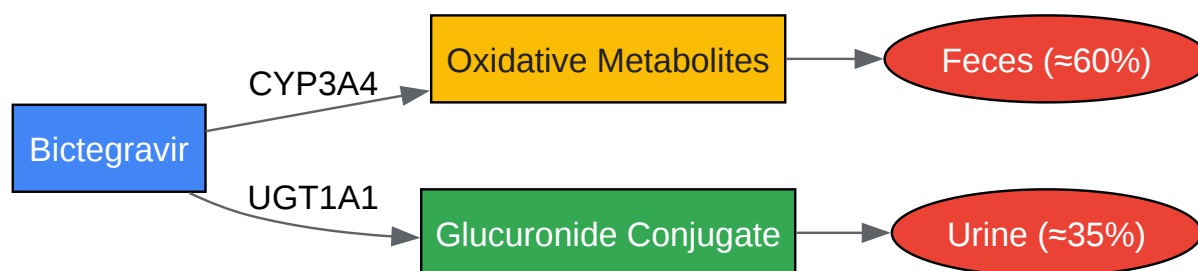 CYP3A4
Oxidative Metabolites
Feces (≈60%)
Bictegravir
UGT1A1
Glucuronide Conjugate
Urine (≈35%)